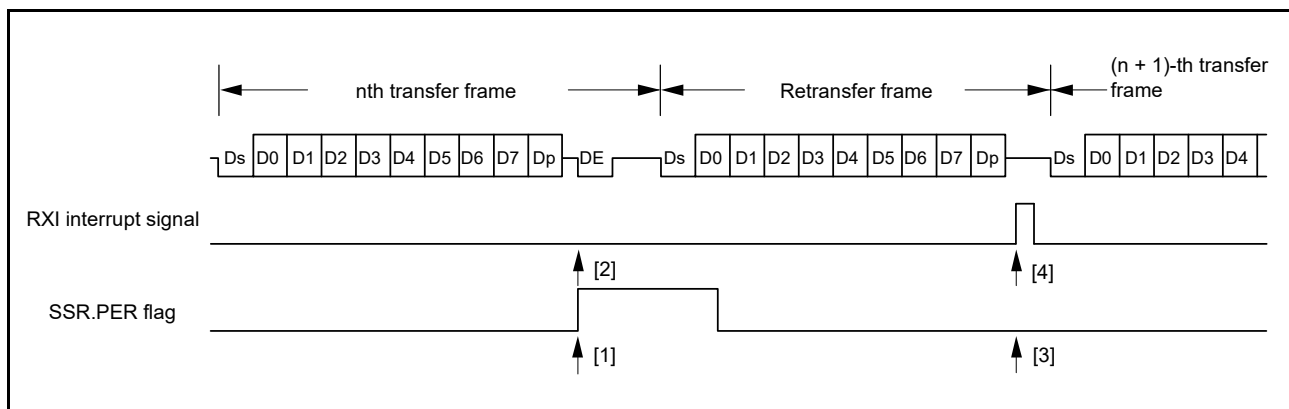 (n + 1)-th transfer
frame
nth transfer frame
Retransfer frame
Ds D0 D1 D2 D3 D4 D5 D6 D7 Dp DE Ds D0 D1 D2 D3 D4 D5 D6 D7 Dp Ds D0 D1 D2 D3 D4
RXI interrupt signal
[2] [4]
SSR.PER flag
[1] [3]